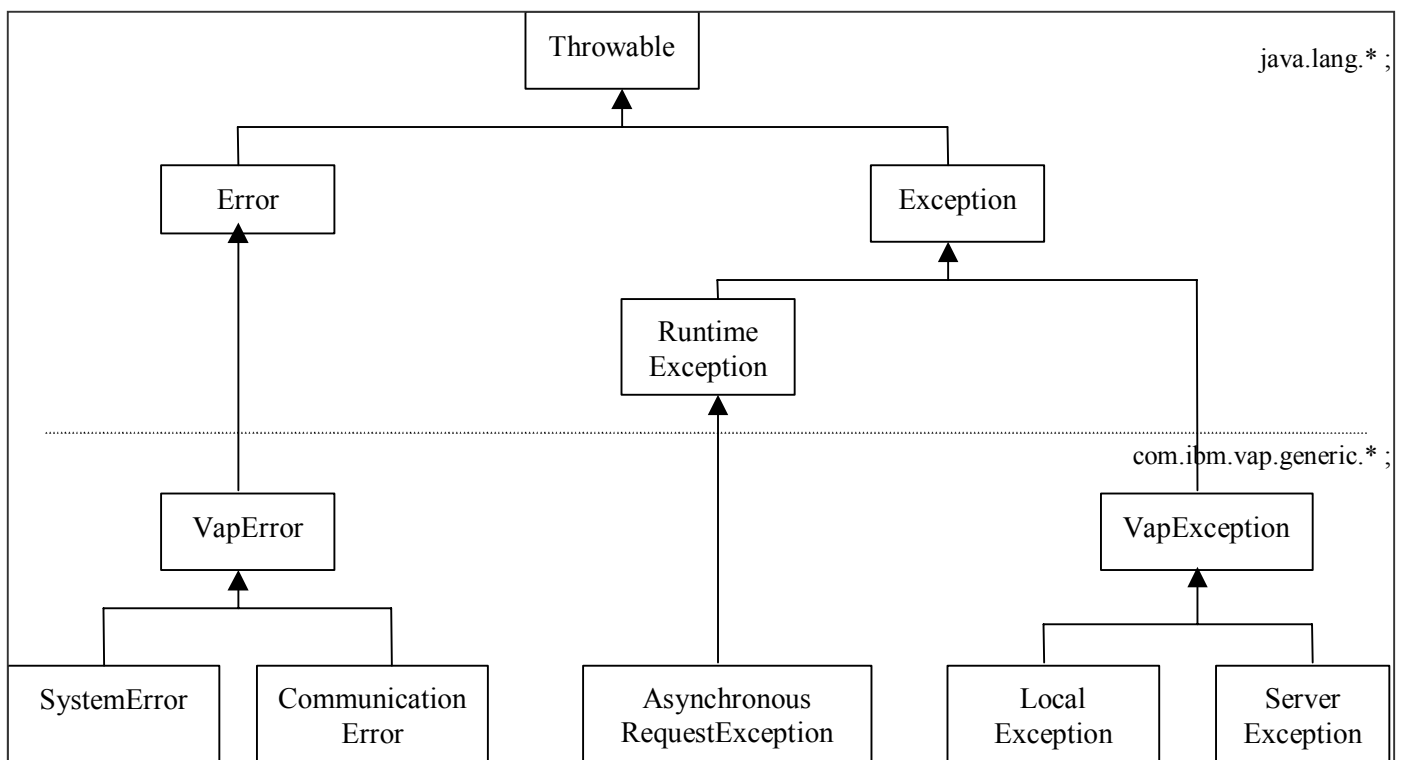 Throwable
java.lang.* ;
Error
Exception
Runtime
Exception
com.ibm.vap.generic.* ;
VapError
VapException
SystemError
Communication
Error
Asynchronous
RequestException
Local
Exception
Server
Exception